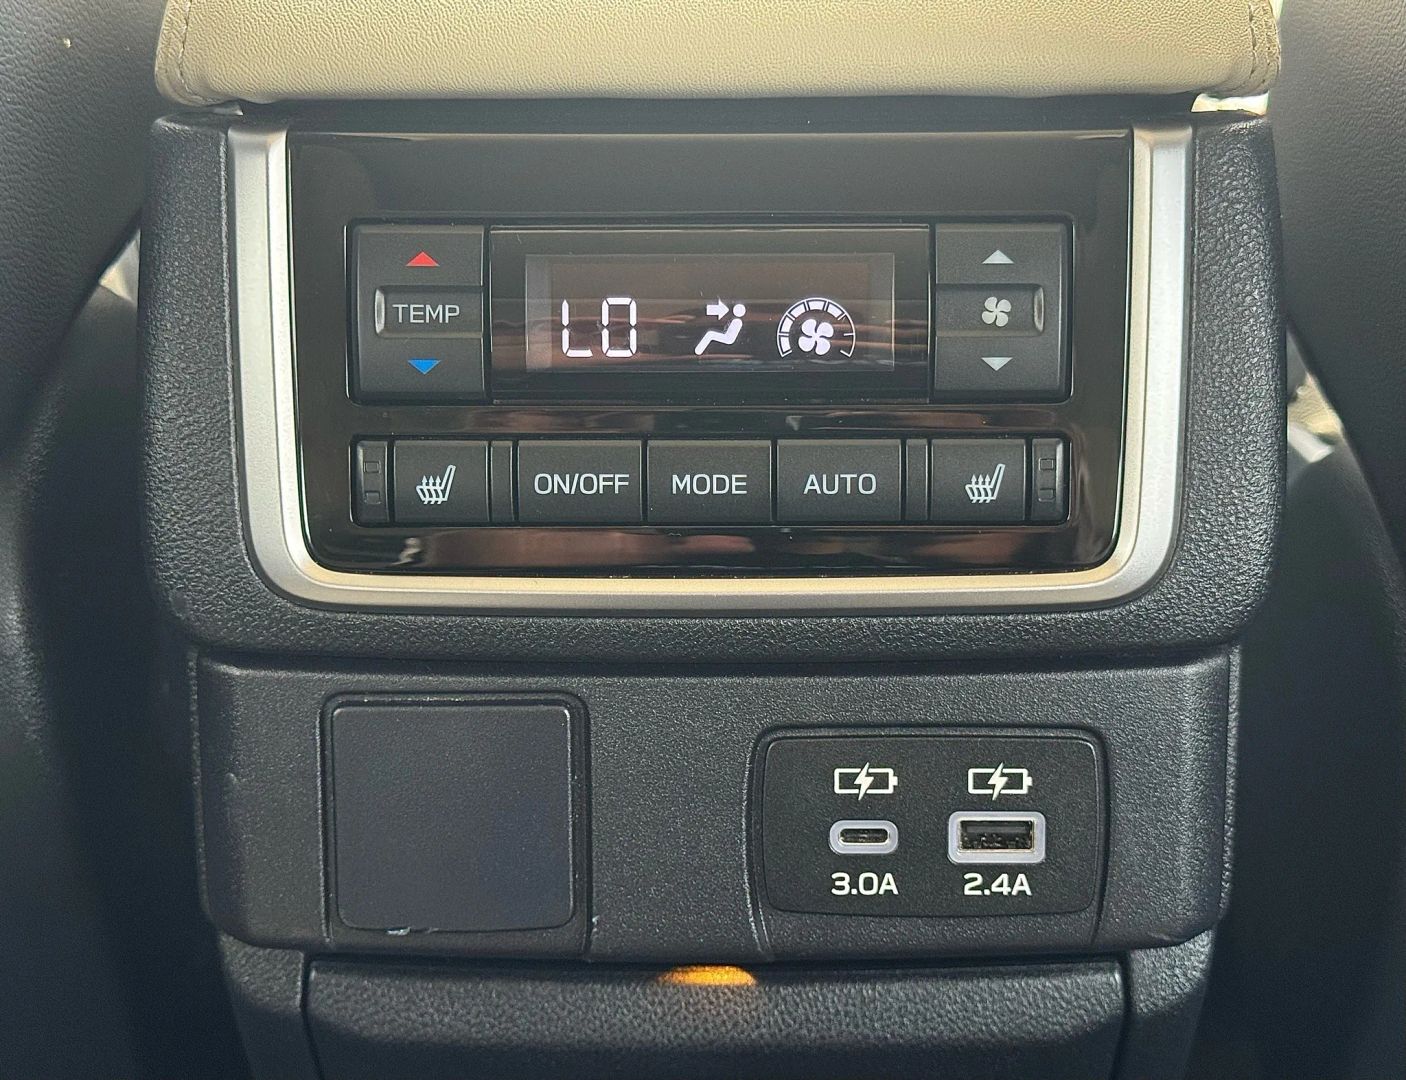 LO
TEMP
ON/OFF MODE AUTO
3.0A 2.4A